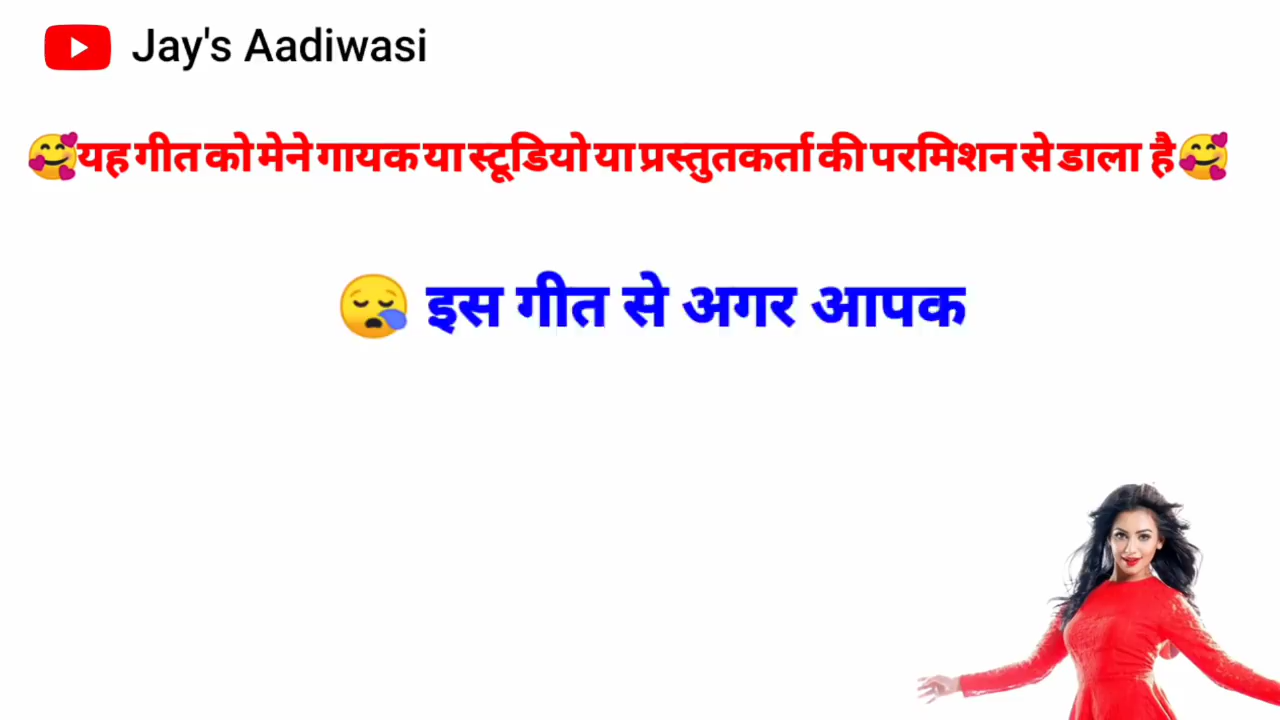 Jay's Aadiwasi
🥰यह गीत को मेने गायक या स्टूडियो या प्रस्तुतकर्ता की परमिशन से डाला है🥰
😪 इस गीत से अगर आपक